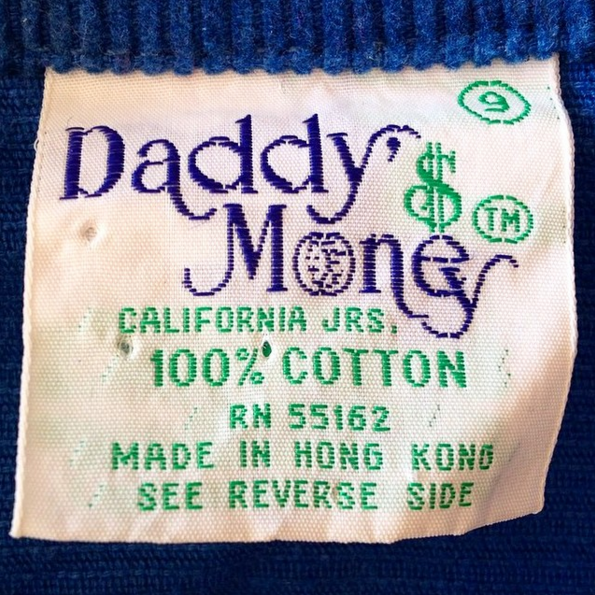 9
Daddy'$
Money ™
CALIFORNIA JRS.
100% COTTON
RN 55162
MADE IN HONG KONG
SEE REVERSE SIDE